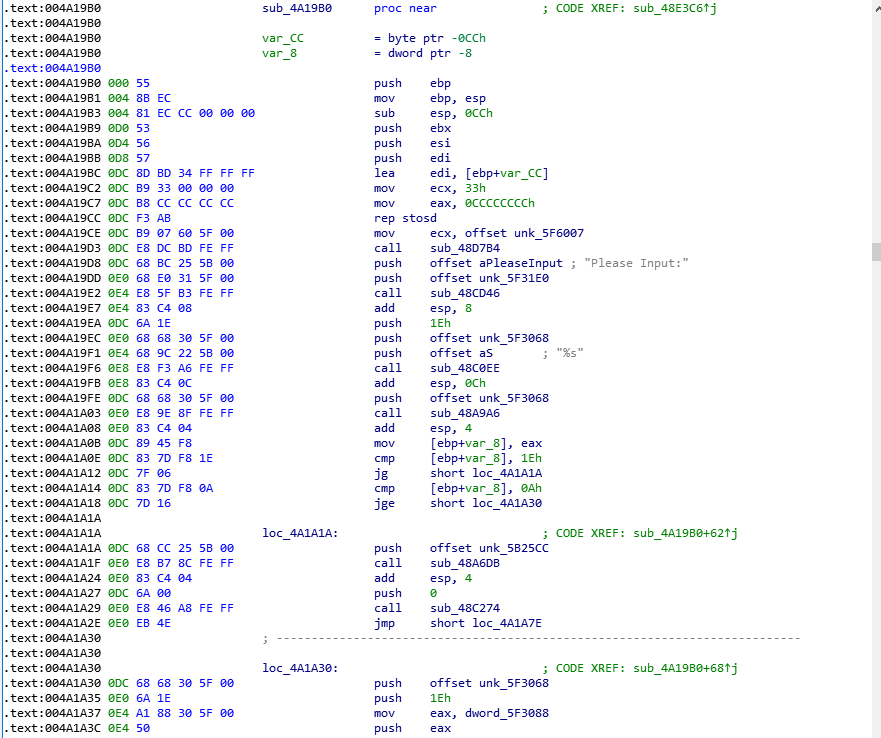 .text:004A19B0 sub_4A19B0 proc near ; CODE XREF: sub_48E3C6↑j
.text:004A19B0
.text:004A19B0 var_CC = byte ptr -0CCh
.text:004A19B0 var_8 = dword ptr -8
.text:004A19B0
.text:004A19B0 000 55 push ebp
.text:004A19B1 004 8B EC mov ebp, esp
.text:004A19B3 004 81 EC CC 00 00 00 sub esp, 0CCh
.text:004A19B9 0D0 53 push ebx
.text:004A19BA 0D4 56 push esi
.text:004A19BB 0D8 57 push edi
.text:004A19BC 0DC 8D BD 34 FF FF FF lea edi, [ebp+var_CC]
.text:004A19C2 0DC B9 33 00 00 00 mov ecx, 33h
.text:004A19C7 0DC B8 CC CC CC CC mov eax, 0CCCCCCCCh
.text:004A19CC 0DC F3 AB rep stosd
.text:004A19CE 0DC B9 07 60 5F 00 mov ecx, offset unk_5F6007
.text:004A19D3 0DC E8 DC BD FE FF call sub_48D7B4
.text:004A19D8 0DC 68 BC 25 5B 00 push offset aPleaseInput ; "Please Input:"
.text:004A19DD 0E0 68 E0 31 5F 00 push offset unk_5F31E0
.text:004A19E2 0E4 E8 5F B3 FE FF call sub_48CD46
.text:004A19E7 0E4 83 C4 08 add esp, 8
.text:004A19EA 0DC 6A 1E push 1Eh
.text:004A19EC 0E0 68 68 30 5F 00 push offset unk_5F3068
.text:004A19F1 0E4 68 9C 22 5B 00 push offset aS ; "%s"
.text:004A19F6 0E8 E8 F3 A6 FE FF call sub_48C0EE
.text:004A19FB 0E8 83 C4 0C add esp, 0Ch
.text:004A19FE 0DC 68 68 30 5F 00 push offset unk_5F3068
.text:004A1A03 0E0 E8 9E 8F FE FF call sub_48A9A6
.text:004A1A08 0E0 83 C4 04 add esp, 4
.text:004A1A0B 0DC 89 45 F8 mov [ebp+var_8], eax
.text:004A1A0E 0DC 83 7D F8 1E cmp [ebp+var_8], 1Eh
.text:004A1A12 0DC 7F 06 jg short loc_4A1A1A
.text:004A1A14 0DC 83 7D F8 0A cmp [ebp+var_8], 0Ah
.text:004A1A18 0DC 7D 16 jge short loc_4A1A30
.text:004A1A1A
.text:004A1A1A loc_4A1A1A: ; CODE XREF: sub_4A19B0+62↑j
.text:004A1A1A 0DC 68 CC 25 5B 00 push offset unk_5B25CC
.text:004A1A1F 0E0 E8 B7 8C FE FF call sub_48A6DB
.text:004A1A24 0E0 83 C4 04 add esp, 4
.text:004A1A27 0DC 6A 00 push 0
.text:004A1A29 0E0 E8 46 A8 FE FF call sub_48C274
.text:004A1A2E 0E0 EB 4E jmp short loc_4A1A7E
.text:004A1A30 ; ---------------------------------------------------------------------------
.text:004A1A30
.text:004A1A30 loc_4A1A30: ; CODE XREF: sub_4A19B0+68↑j
.text:004A1A30 0DC 68 68 30 5F 00 push offset unk_5F3068
.text:004A1A35 0E0 6A 1E push 1Eh
.text:004A1A37 0E4 A1 88 30 5F 00 mov eax, dword_5F3088
.text:004A1A3C 0E4 50 push eax